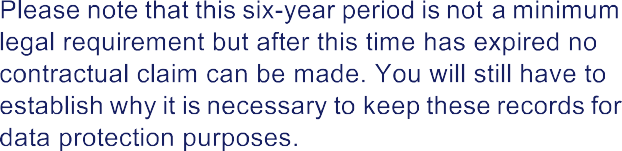 Please note that this six-year period is not a minimum
legal requirement but after this time has expired no
contractual claim can be made. You will still have to
establish why it is necessary to keep these records for
data protection purposes.